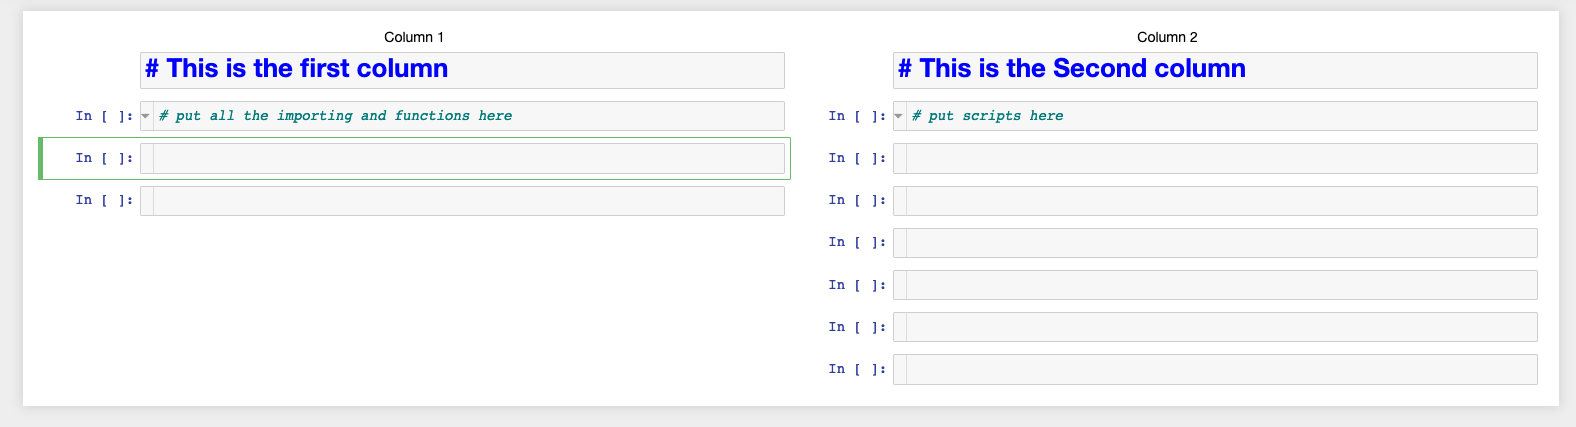 Column 1
# This is the first column
In [ ]: # put all the importing and functions here
In [ ]:
In [ ]:
Column 2
# This is the Second column
In [ ]: # put scripts here
In [ ]:
In [ ]:
In [ ]:
In [ ]:
In [ ]:
In [ ]: